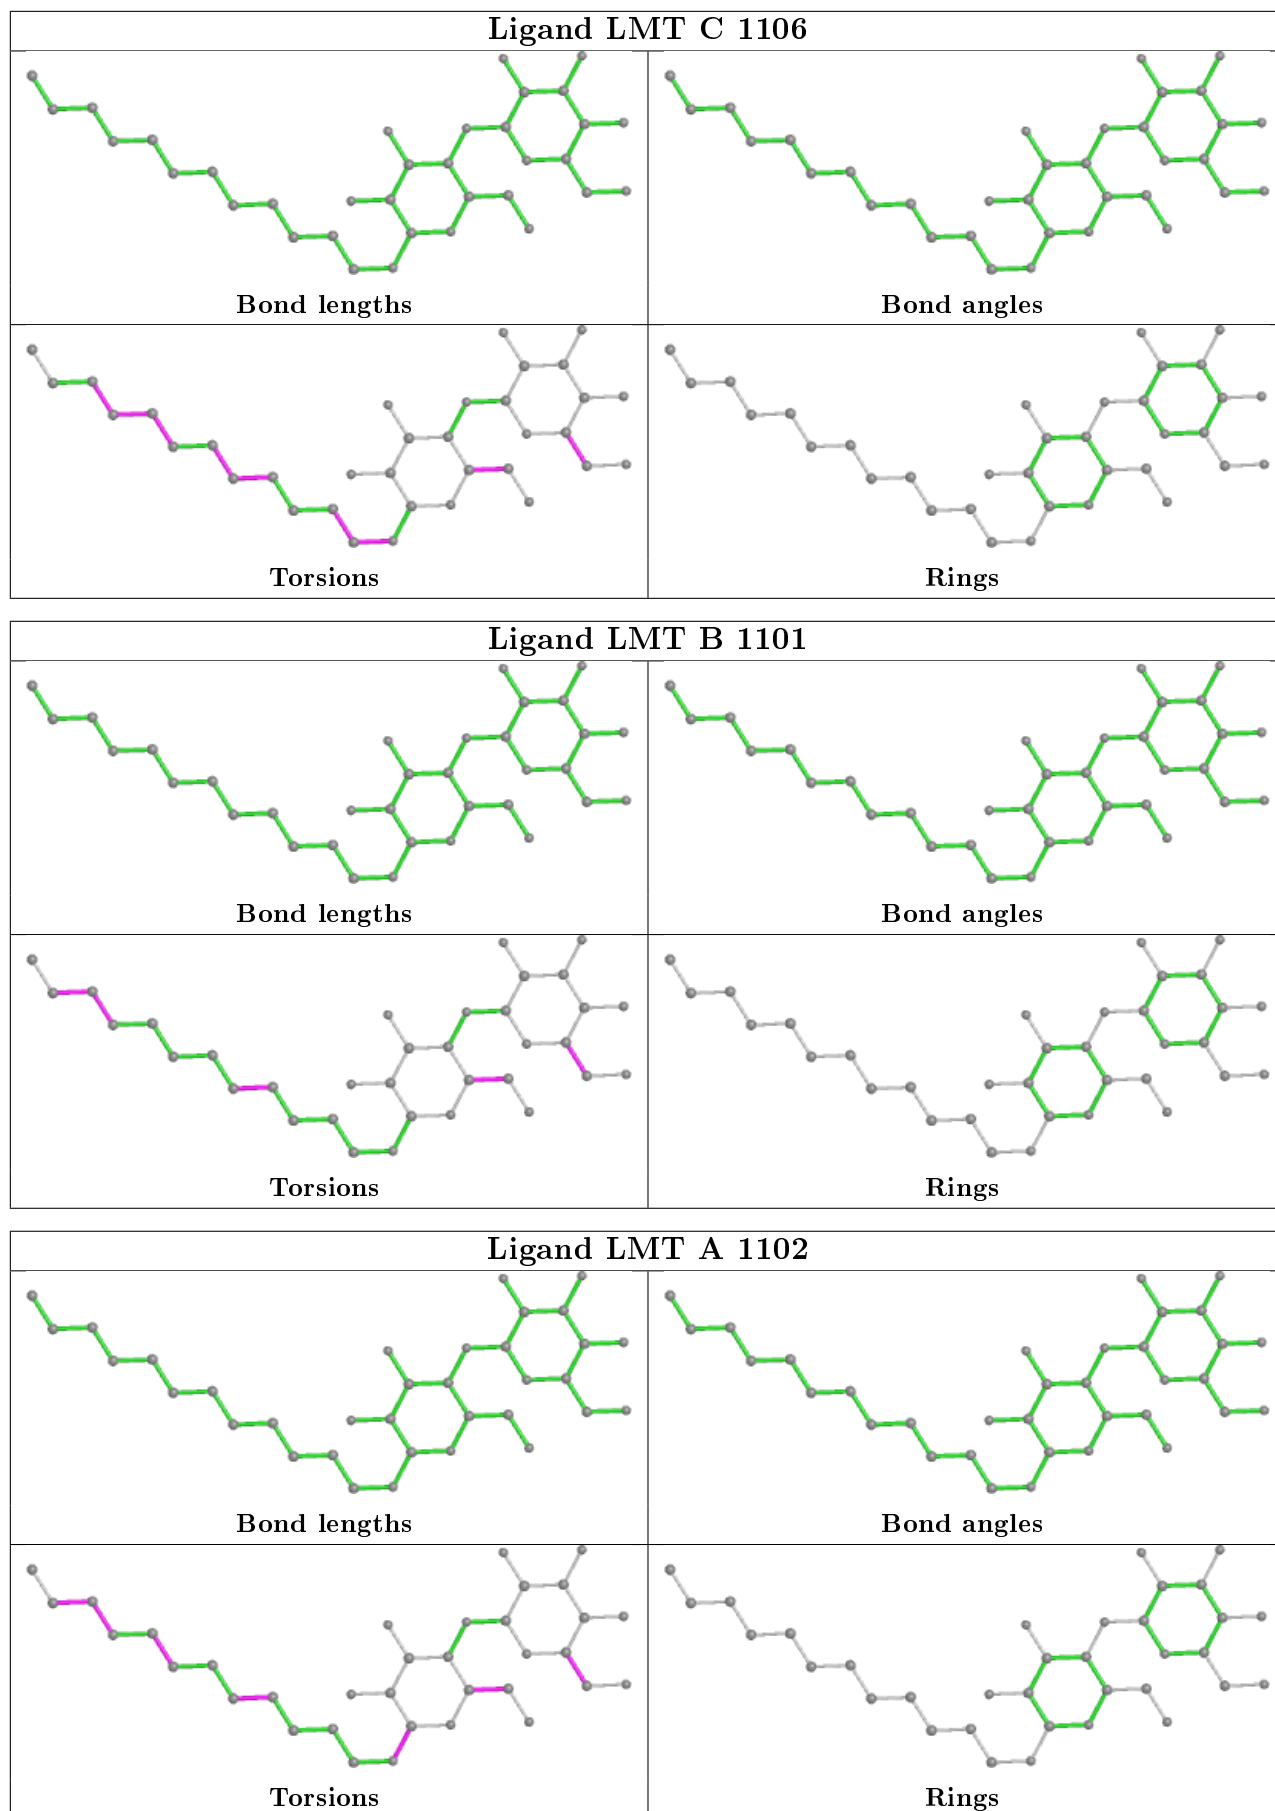 Ligand LMT C 1106
Bond lengths
Bond angles
Torsions
Rings
Ligand LMT B 1101
Bond lengths
Bond angles
Torsions
Rings
Ligand LMT A 1102
Bond lengths
Bond angles
Torsions
Rings